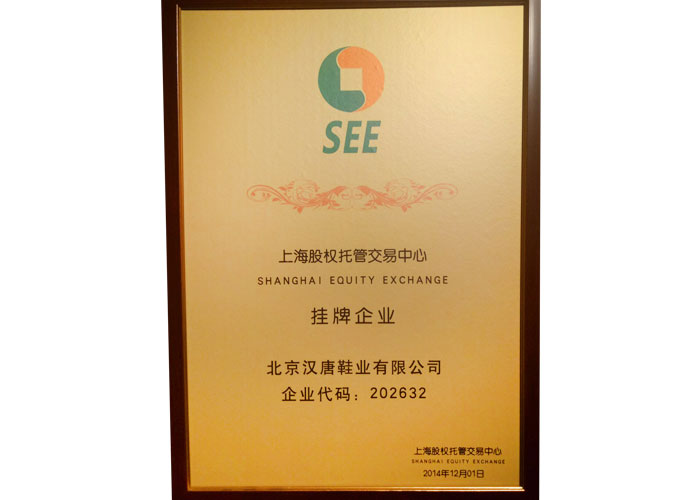 SEE
上海股权托管交易中心
SHANGHAI EQUITY EXCHANGE
挂牌企业
北京汉唐鞋业有限公司
企业代码：202632
上海股权托管交易中心
SHANGHAI EQUITY EXCHANGE
2014年12月01日